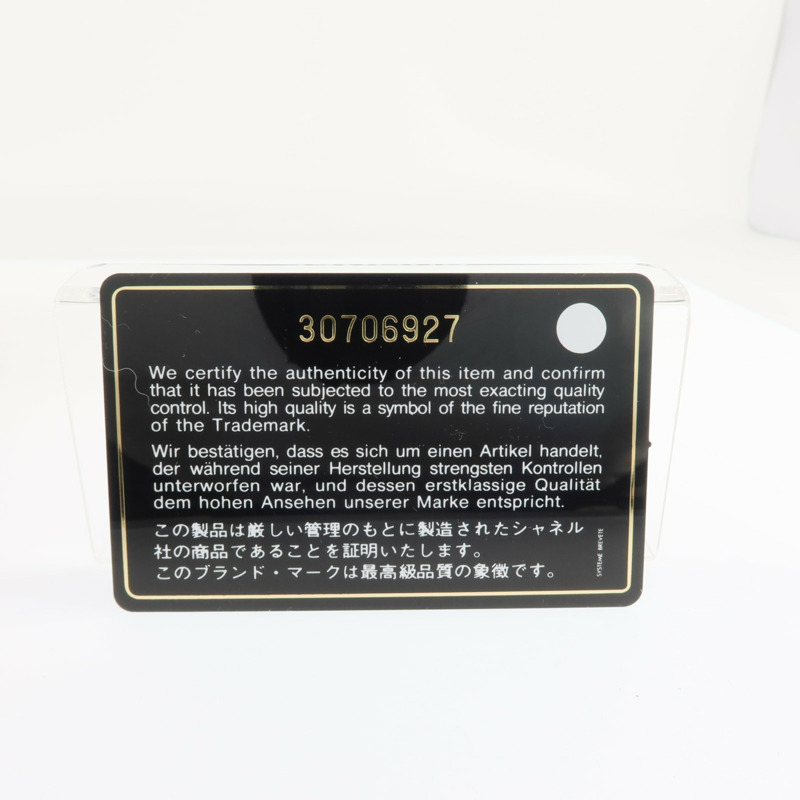 30706927
We certify the authenticity of this item and confirm
that it has been subjected to the most exacting quality
control. Its high quality is a symbol of the fine reputation
of the Trademark.
Wir bestätigen, dass es sich um einen Artikel handelt,
der während seiner Herstellung strengsten Kontrollen
unterworfen war, und dessen erstklassige Qualität
dem hohen Ansehen unserer Marke entspricht.
この製品は厳しい管理のもとに製造されたシャネル
社の商品であることを証明いたします。
このブランド・マークは最高級品質の象徴です。
SYSTEME BREVETE